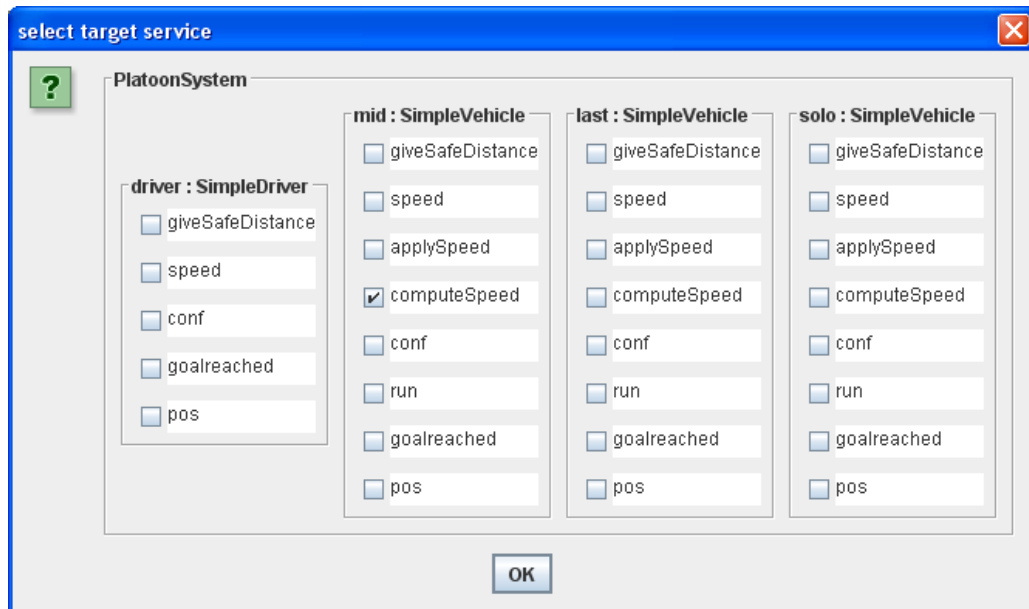 select target service
?
PlatoonSystem
driver : SimpleDriver
giveSafeDistance
speed
conf
goalreached
pos
mid : SimpleVehicle
giveSafeDistance
speed
applySpeed
computeSpeed
conf
run
goalreached
pos
last : SimpleVehicle
giveSafeDistance
speed
applySpeed
computeSpeed
conf
run
goalreached
pos
solo : SimpleVehicle
giveSafeDistance
speed
applySpeed
computeSpeed
conf
run
goalreached
pos
OK